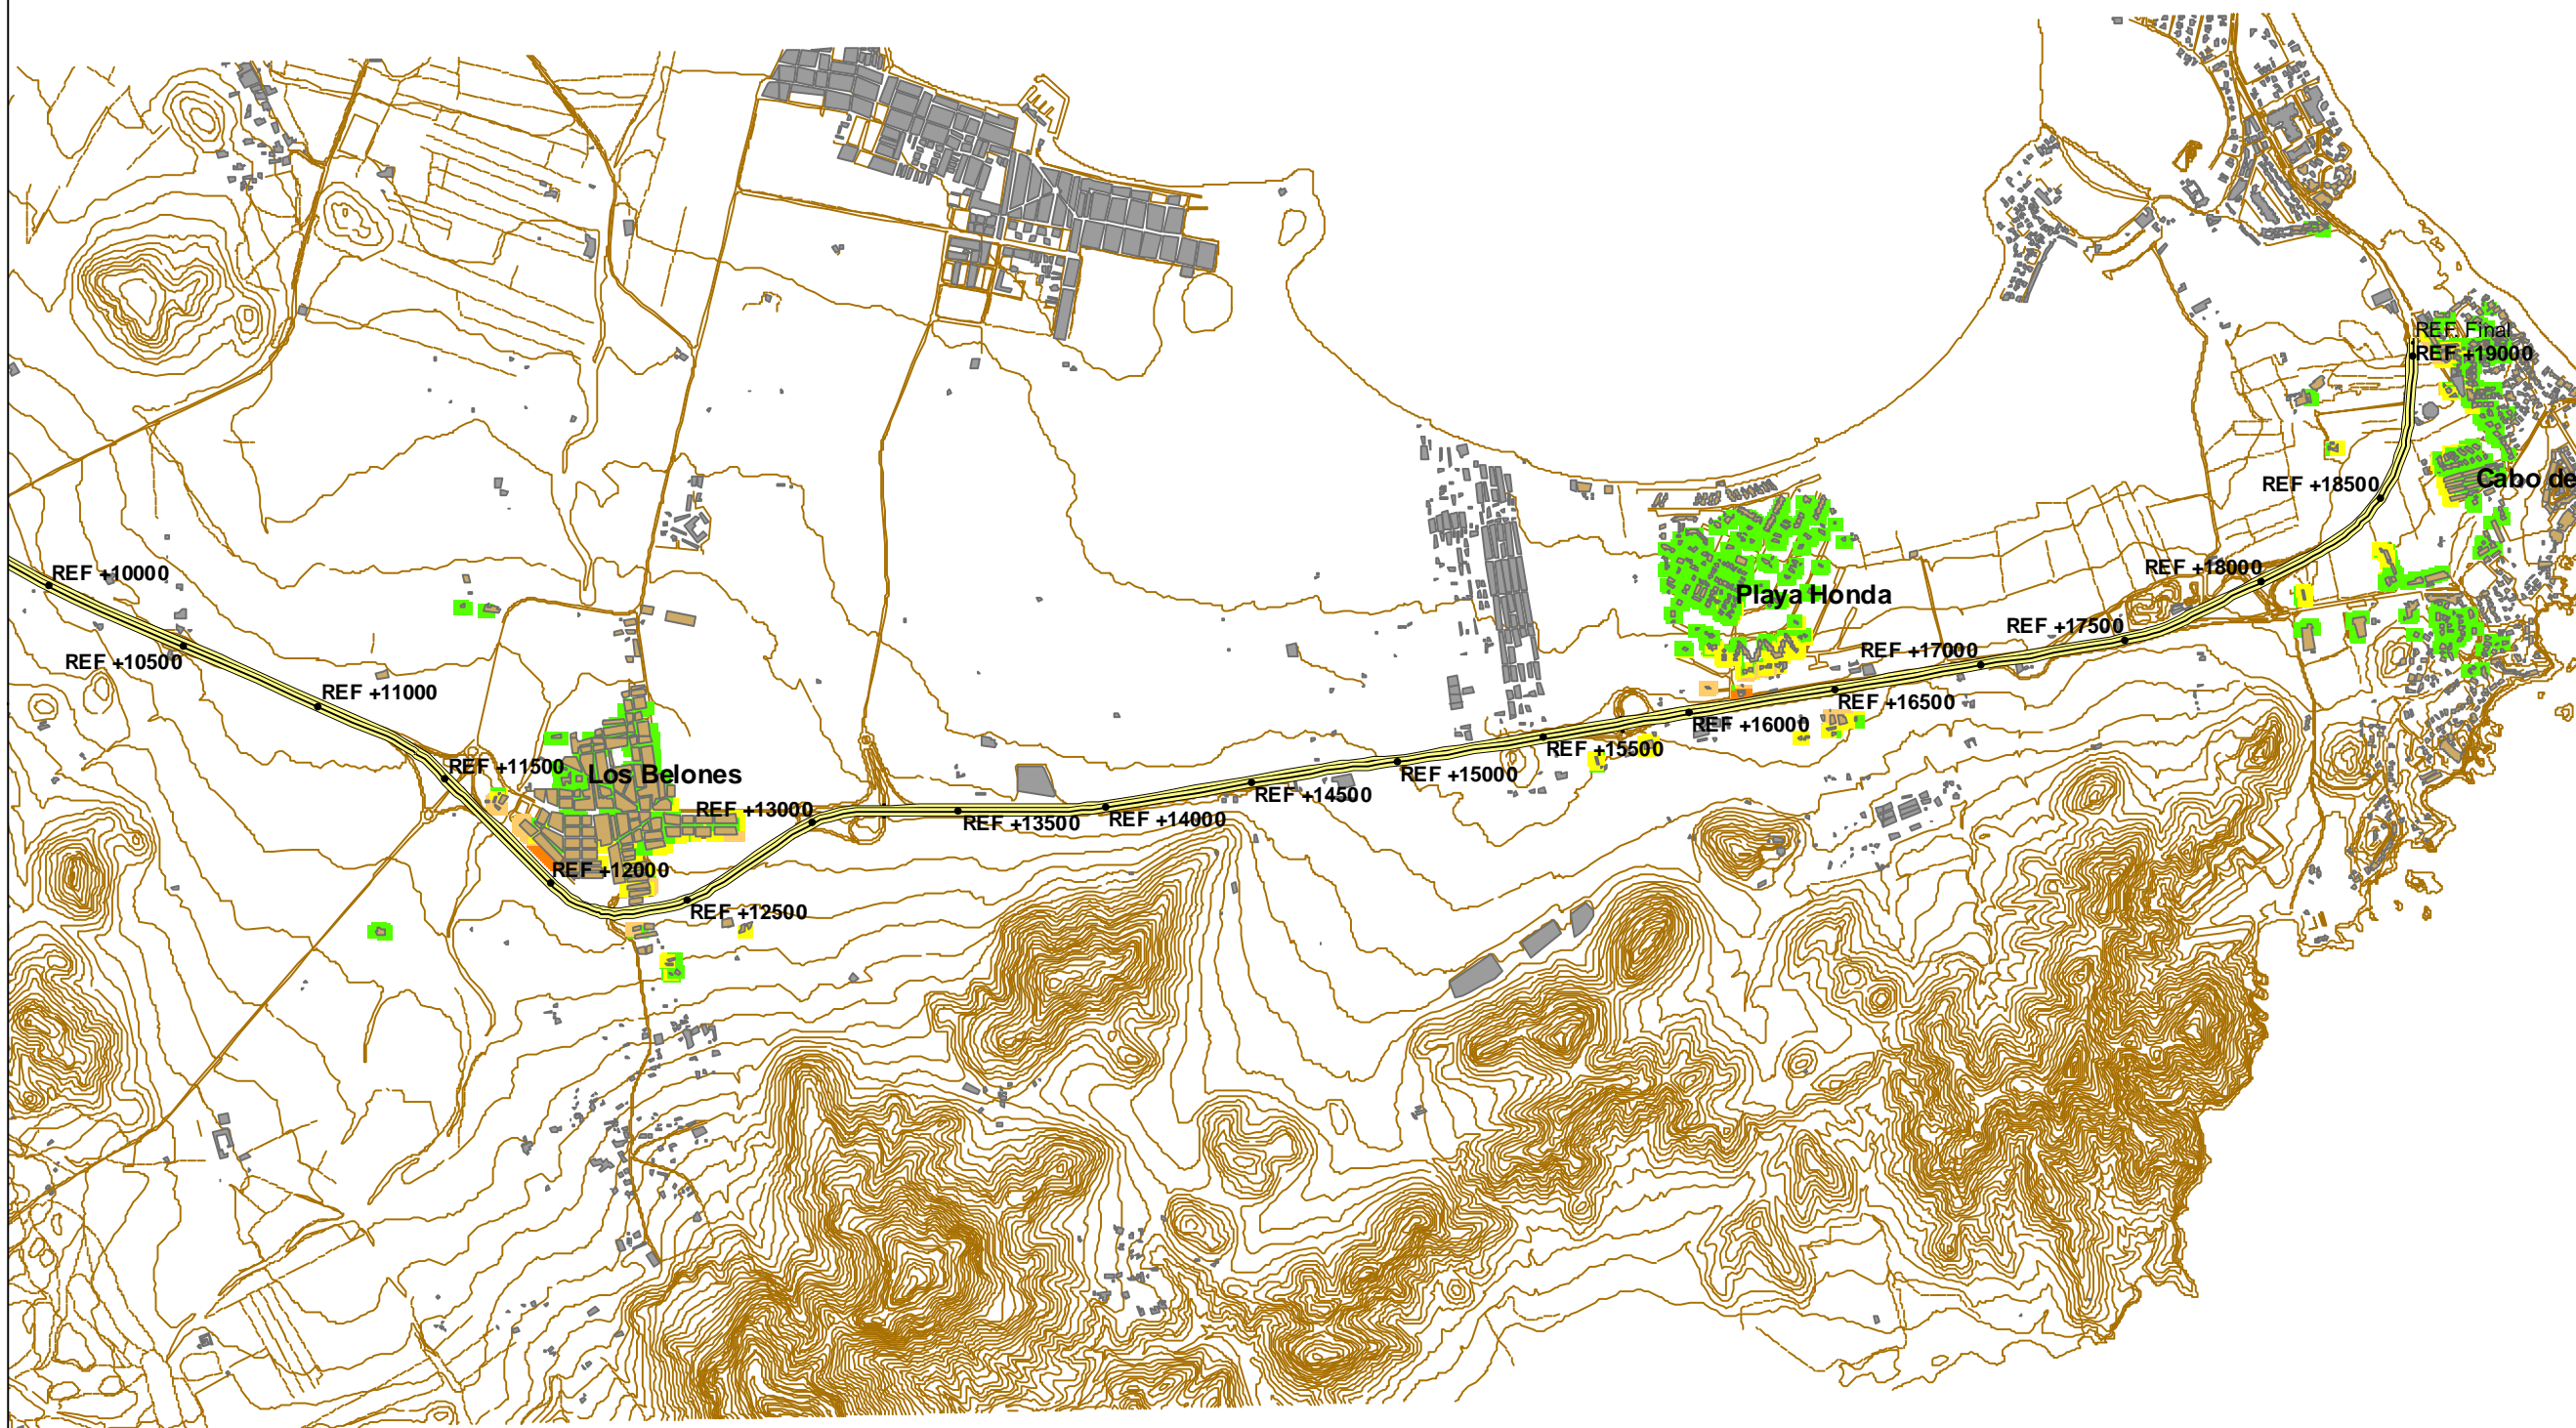 REF. Final
REF +19000
Cabo de
REF +18500
REF +18000
REF +10000
Playa Honda
REF +17500
REF +17000
REF +10500
REF +11000
REF +16500
REF +16000
REF +15500
REF +11500
Los Belones
REF +15000
REF +14500
REF +13000
REF +13500
REF +14000
REF +12000
REF +12500